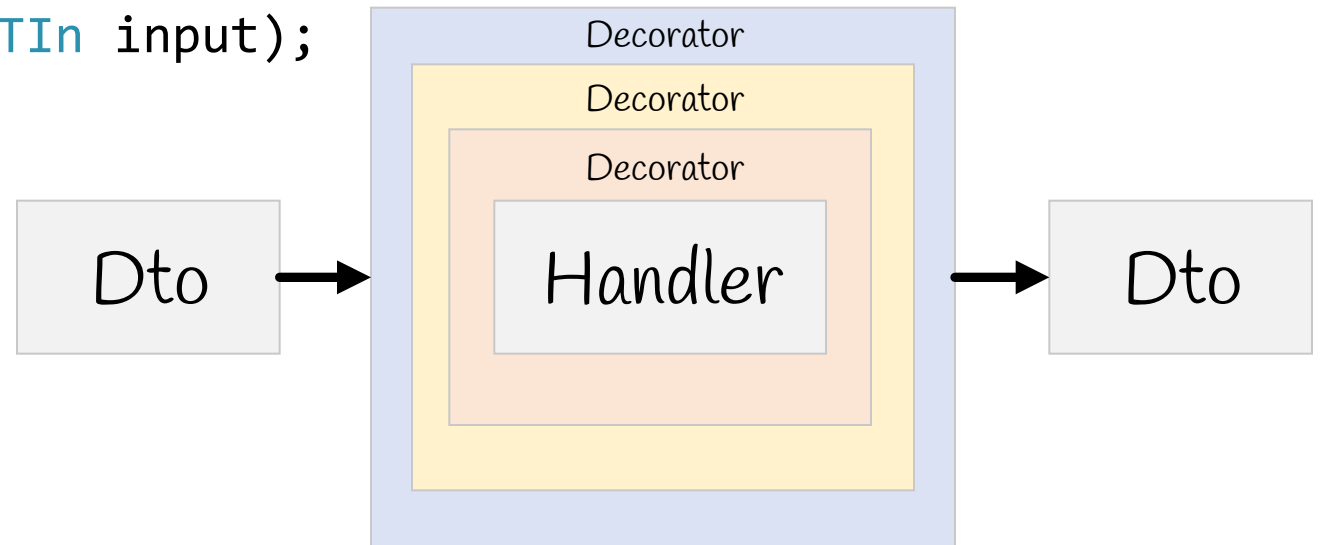 TIn input);
Decorator
Decorator
Decorator
Dto
Handler
Dto